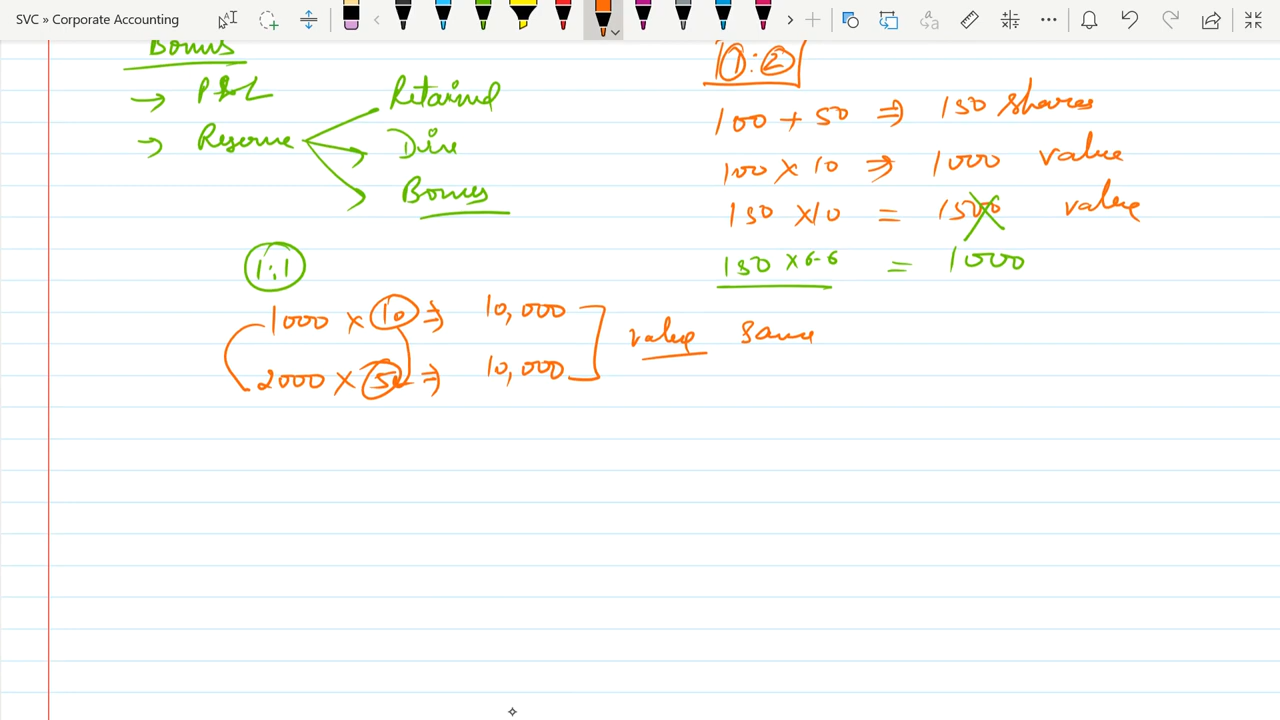 SVC » Corporate Accounting
Bonus
→ P&L
→ Reserve
Retained
Divi
Bonus
1:2
100 + 50 ⇒ 150 shares
100 × 10 ⇒ 1000 value
150 × 10 = 1500 value
150 × 6.6 = 1000
1:1
1000 × 10 ⇒ 10,000
2000 × 5 ⇒ 10,000
value same